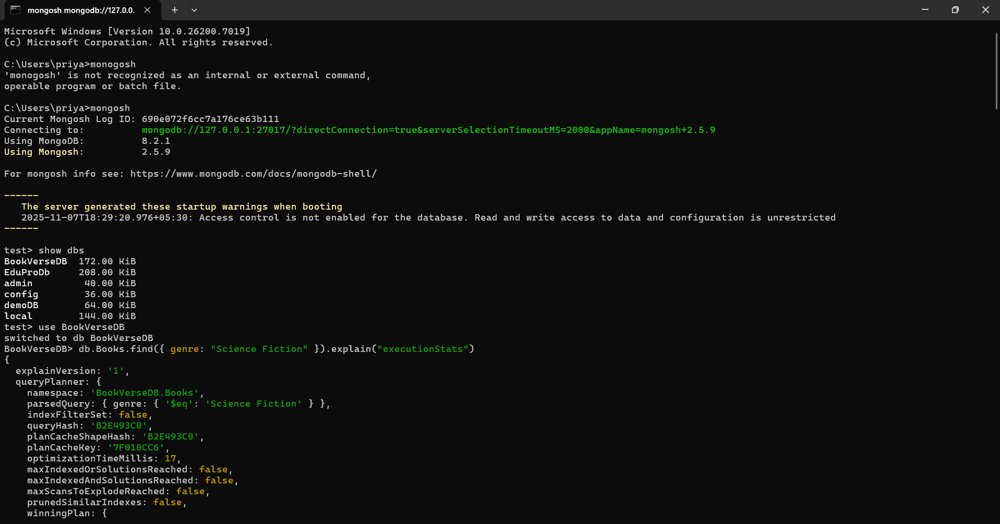 mongosh mongodb://127.0.0.
Microsoft Windows [Version 10.0.26200.7019]
(c) Microsoft Corporation. All rights reserved.
C:\Users\priya>monogosh
'monogosh' is not recognized as an internal or external command,
operable program or batch file.
C:\Users\priya>mongosh
Current Mongosh Log ID: 690e072f6cc7a176ce63b111
Connecting to:          mongodb://127.0.0.1:27017/?directConnection=true&serverSelectionTimeoutMS=2000&appName=mongosh+2.5.9
Using MongoDB:          8.2.1
Using Mongosh:          2.5.9
For mongosh info see: https://www.mongodb.com/docs/mongodb-shell/
------
   The server generated these startup warnings when booting
   2025-11-07T18:29:20.976+05:30: Access control is not enabled for the database. Read and write access to data and configuration is unrestricted
------
test> show dbs
BookVerseDB  172.00 KiB
EduProDb     208.00 KiB
admin         40.00 KiB
config        36.00 KiB
demoDB        64.00 KiB
local        144.00 KiB
test> use BookVerseDB
switched to db BookVerseDB
BookVerseDB> db.Books.find({ genre: "Science Fiction" }).explain("executionStats")
{
  explainVersion: '1',
  queryPlanner: {
    namespace: 'BookVerseDB.Books',
    parsedQuery: { genre: { '$eq': 'Science Fiction' } },
    indexFilterSet: false,
    queryHash: 'B2E493C0',
    planCacheShapeHash: 'B2E493C0',
    planCacheKey: '7F010CC6',
    optimizationTimeMillis: 17,
    maxIndexedOrSolutionsReached: false,
    maxIndexedAndSolutionsReached: false,
    maxScansToExplodeReached: false,
    prunedSimilarIndexes: false,
    winningPlan: {